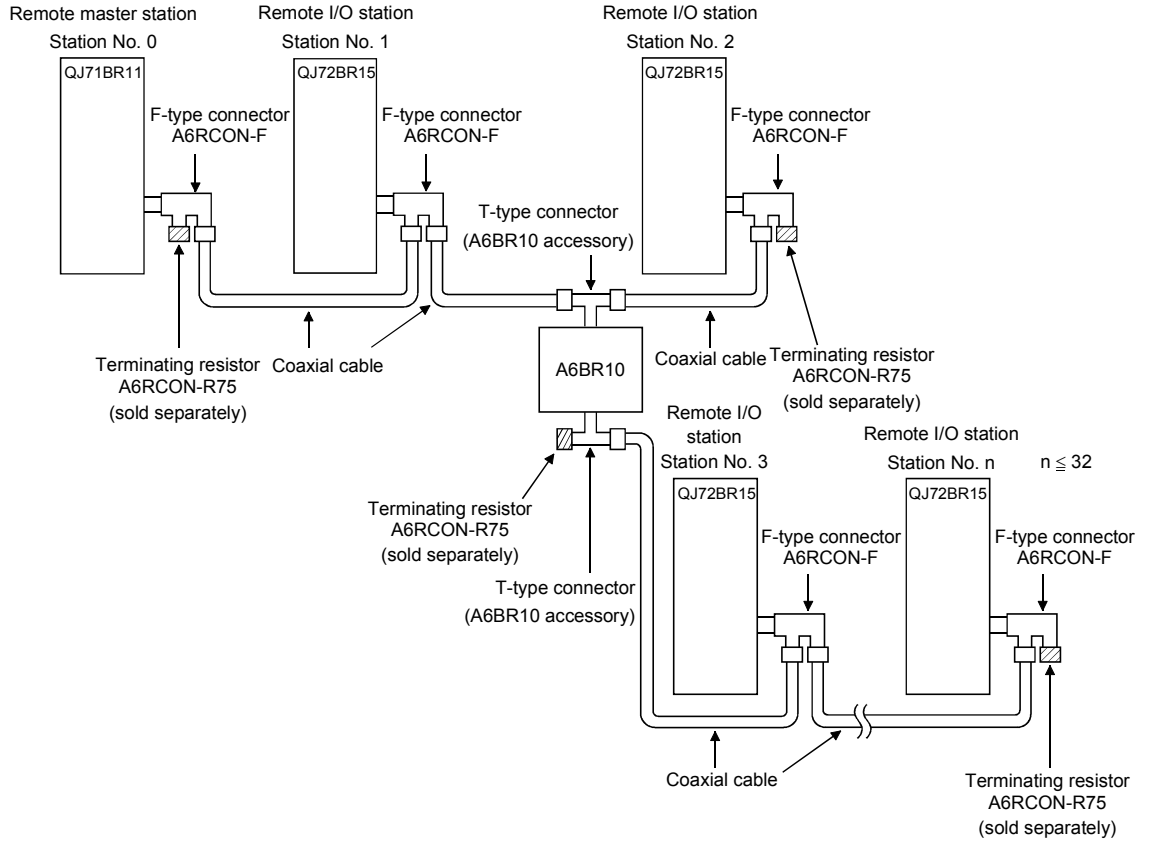 Remote master station
Station No. 0
QJ71BR11
F-type connector
A6RCON-F
Terminating resistor
A6RCON-R75
(sold separately)
Remote I/O station
Station No. 1
QJ72BR15
F-type connector
A6RCON-F
Coaxial cable
T-type connector
(A6BR10 accessory)
A6BR10
Remote I/O station
Station No. 2
QJ72BR15
F-type connector
A6RCON-F
Coaxial cable
Terminating resistor
A6RCON-R75
(sold separately)
Terminating resistor
A6RCON-R75
(sold separately)
T-type connector
(A6BR10 accessory)
Remote I/O
station
Station No. 3
QJ72BR15
F-type connector
A6RCON-F
Coaxial cable
Remote I/O station
Station No. n n ≦ 32
QJ72BR15
F-type connector
A6RCON-F
Terminating resistor
A6RCON-R75
(sold separately)